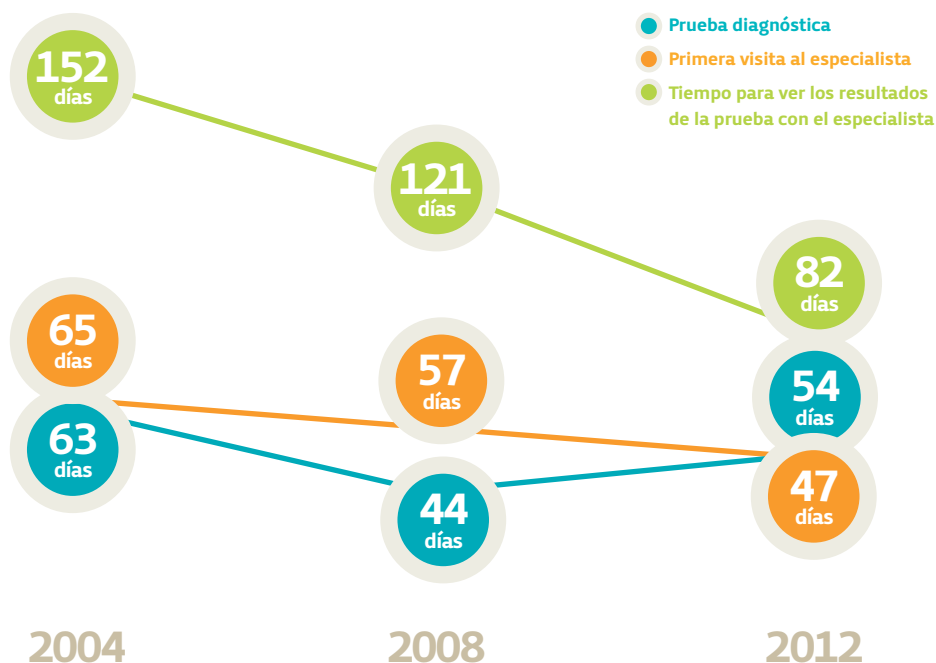 Prueba diagnóstica
Primera visita al especialista
Tiempo para ver los resultados
de la prueba con el especialista
152
días
121
días
82
días
65
días
57
días
54
días
63
días
44
días
47
días
2004
2008
2012